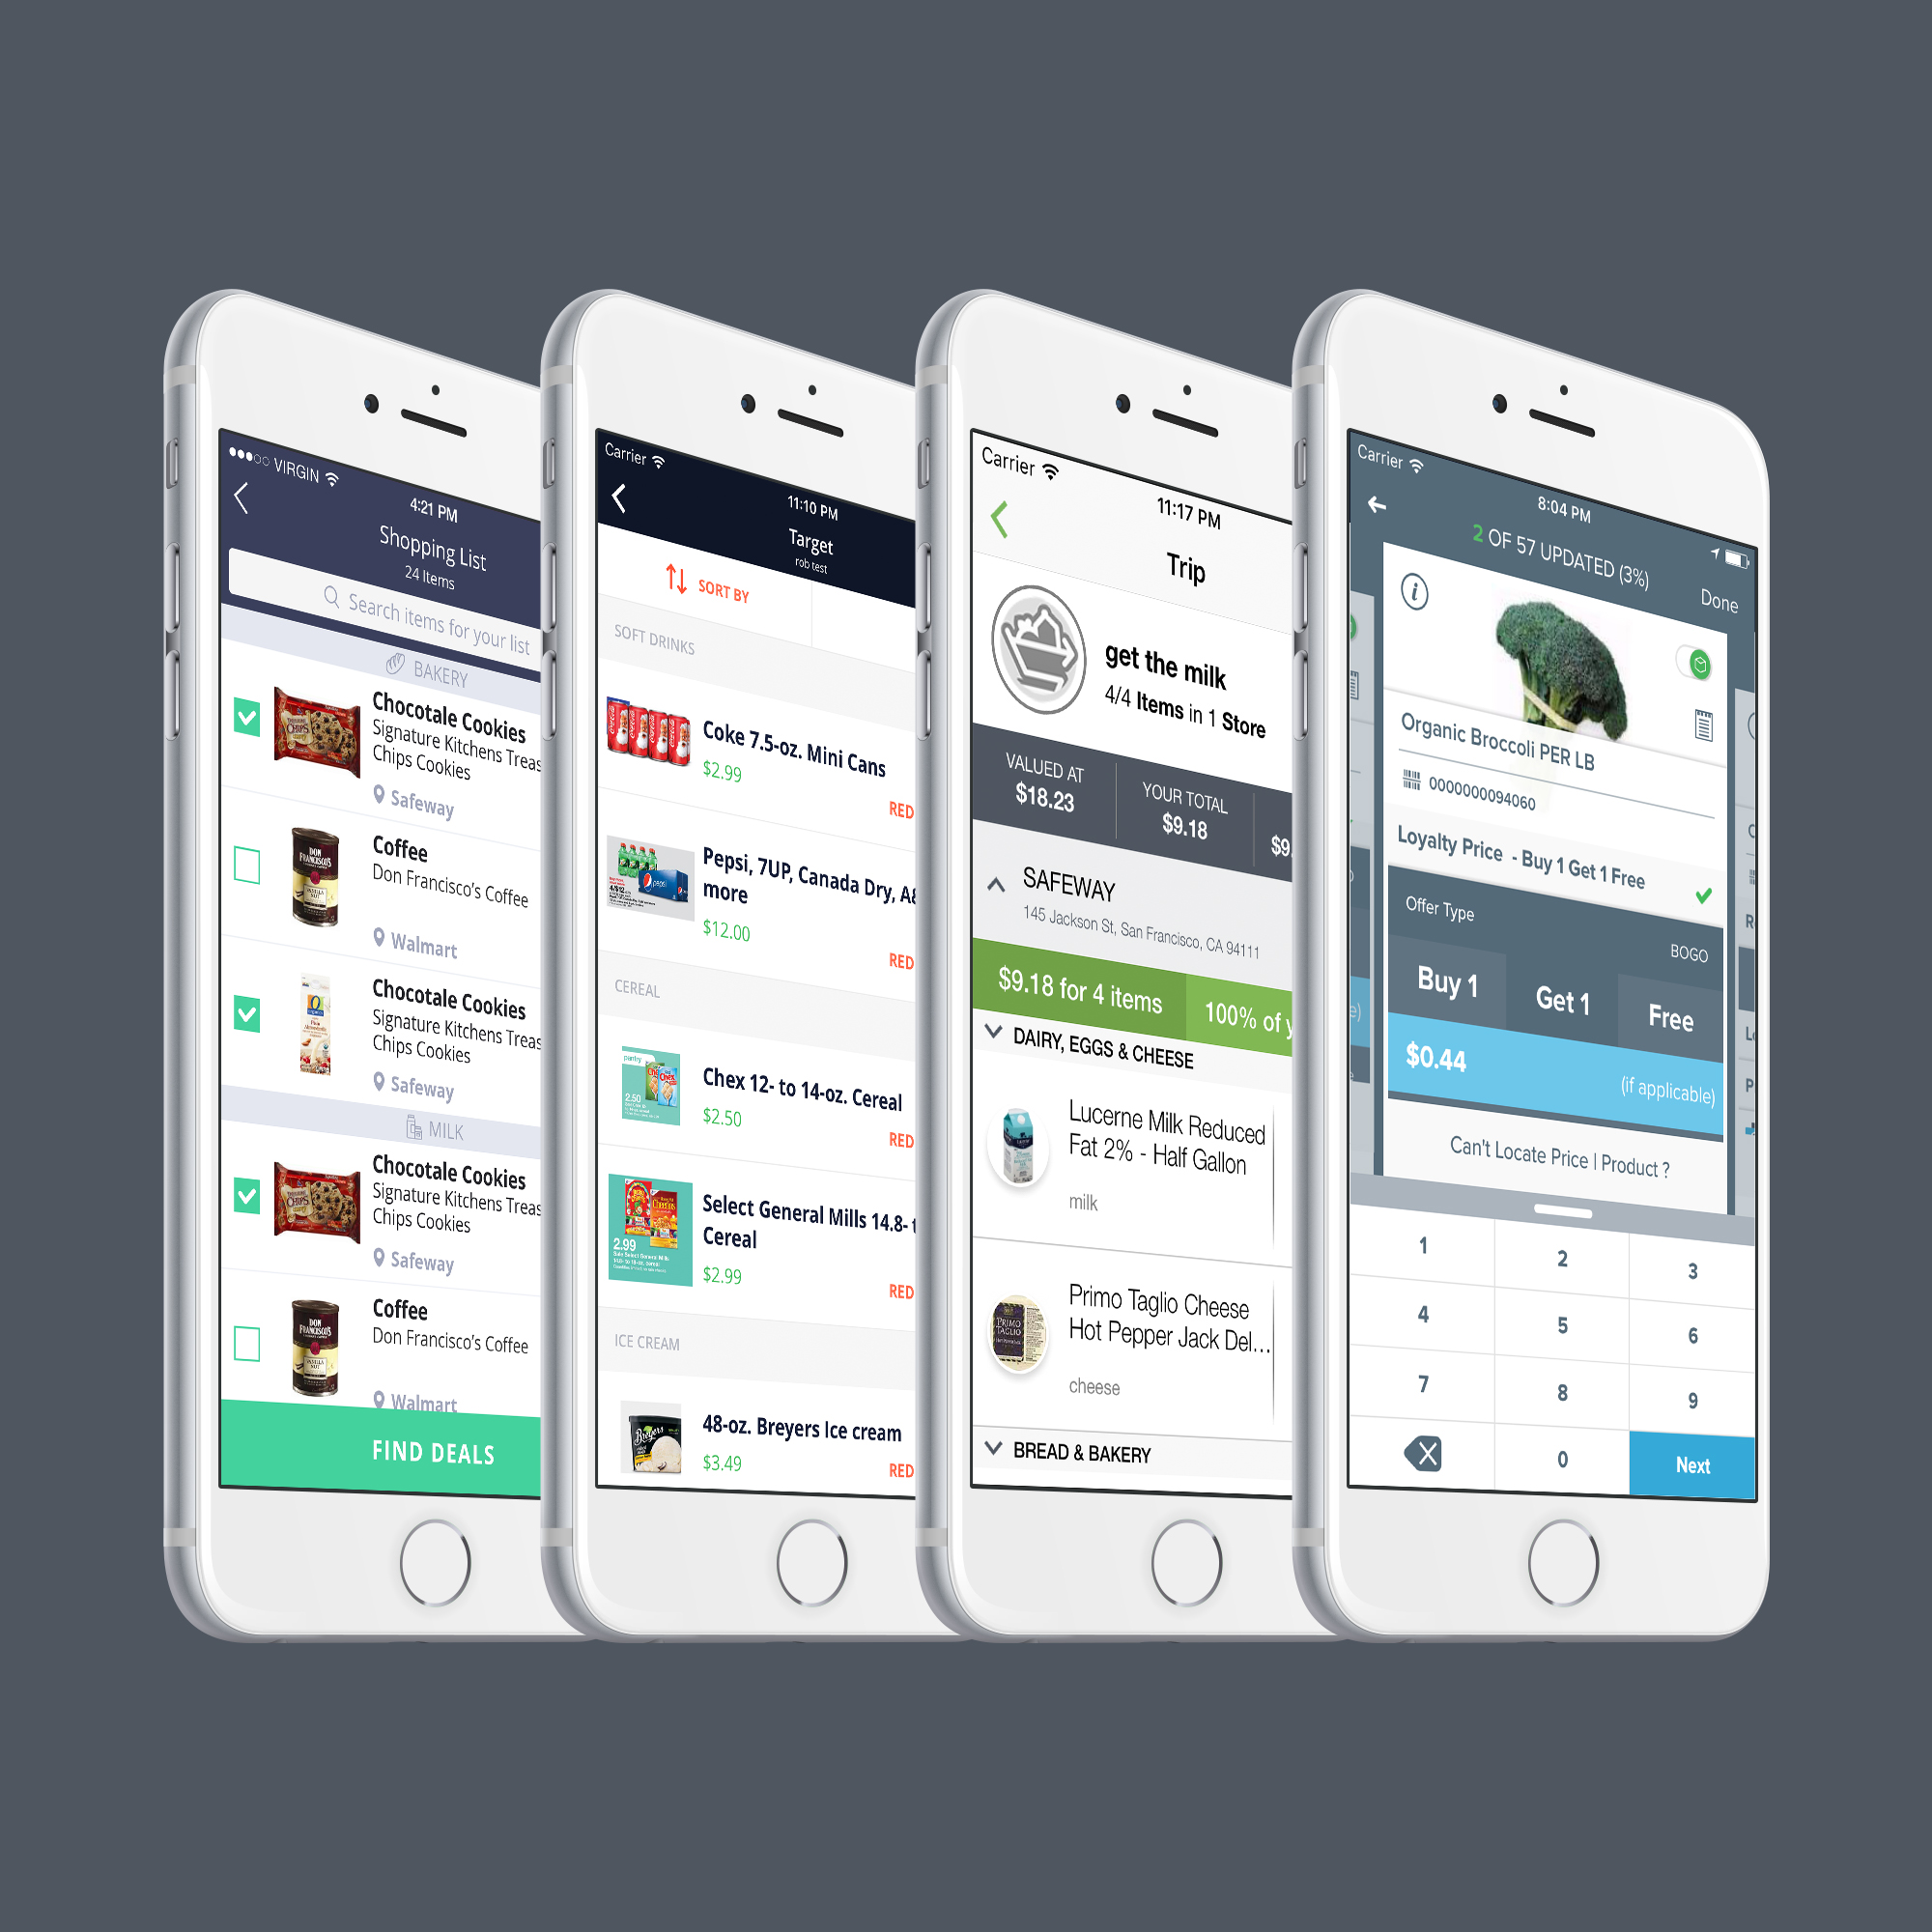 VIRGIN
4:21 PM
Shopping List
24 Items
Search items for your list
BAKERY
Chocotale Cookies
Signature Kitchens Treas
Chips Cookies
Safeway
Coffee
Don Francisco's Coffee
Walmart
Chocotale Cookies
Signature Kitchens Treas
Chips Cookies
Safeway
MILK
Chocotale Cookies
Signature Kitchens Treas
Chips Cookies
Safeway
Coffee
Don Francisco's Coffee
Walmart
FIND DEALS
Carrier
11:10 PM
Target
rob test
SORT BY
SOFT DRINKS
Coke 7.5-oz. Mini Cans
$2.99
RED
Pepsi, 7UP, Canada Dry, A&
more
$12.00
RED
CEREAL
Chex 12- to 14-oz. Cereal
$2.50
RED
2.50
Select General Mills 14.8- t
Cereal
$2.99
RED
2.99
ICE CREAM
48-oz. Breyers Ice cream
$3.49
RED
Breyers
Carrier
11:17 PM
Trip
get the milk
4/4 Items in 1 Store
VALUED AT
$18.23
YOUR TOTAL
$9.18
$9.
SAFEWAY
145 Jackson St, San Francisco, CA 94111
$9.18 for 4 items
100% of y
DAIRY, EGGS & CHEESE
Lucerne Milk Reduced
Fat 2% - Half Gallon
milk
PRIMO
TAGLIO
Primo Taglio Cheese
Hot Pepper Jack Del...
cheese
BREAD & BAKERY
Carrier
8:04 PM
2 OF 57 UPDATED (3%)
Done
Organic Broccoli PER LB
0000000094060
Loyalty Price - Buy 1 Get 1 Free
Offer Type
BOGO
Buy 1
Get 1
Free
$0.44
(if applicable)
Can't Locate Price | Product ?
1
2
3
4
5
6
7
8
9
0
Next